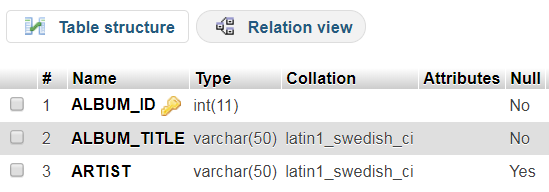 Table structure Relation view
# Name Type Collation Attributes Null
1 ALBUM_ID int(11) No
2 ALBUM_TITLE varchar(50) latin1_swedish_ci No
3 ARTIST varchar(50) latin1_swedish_ci Yes